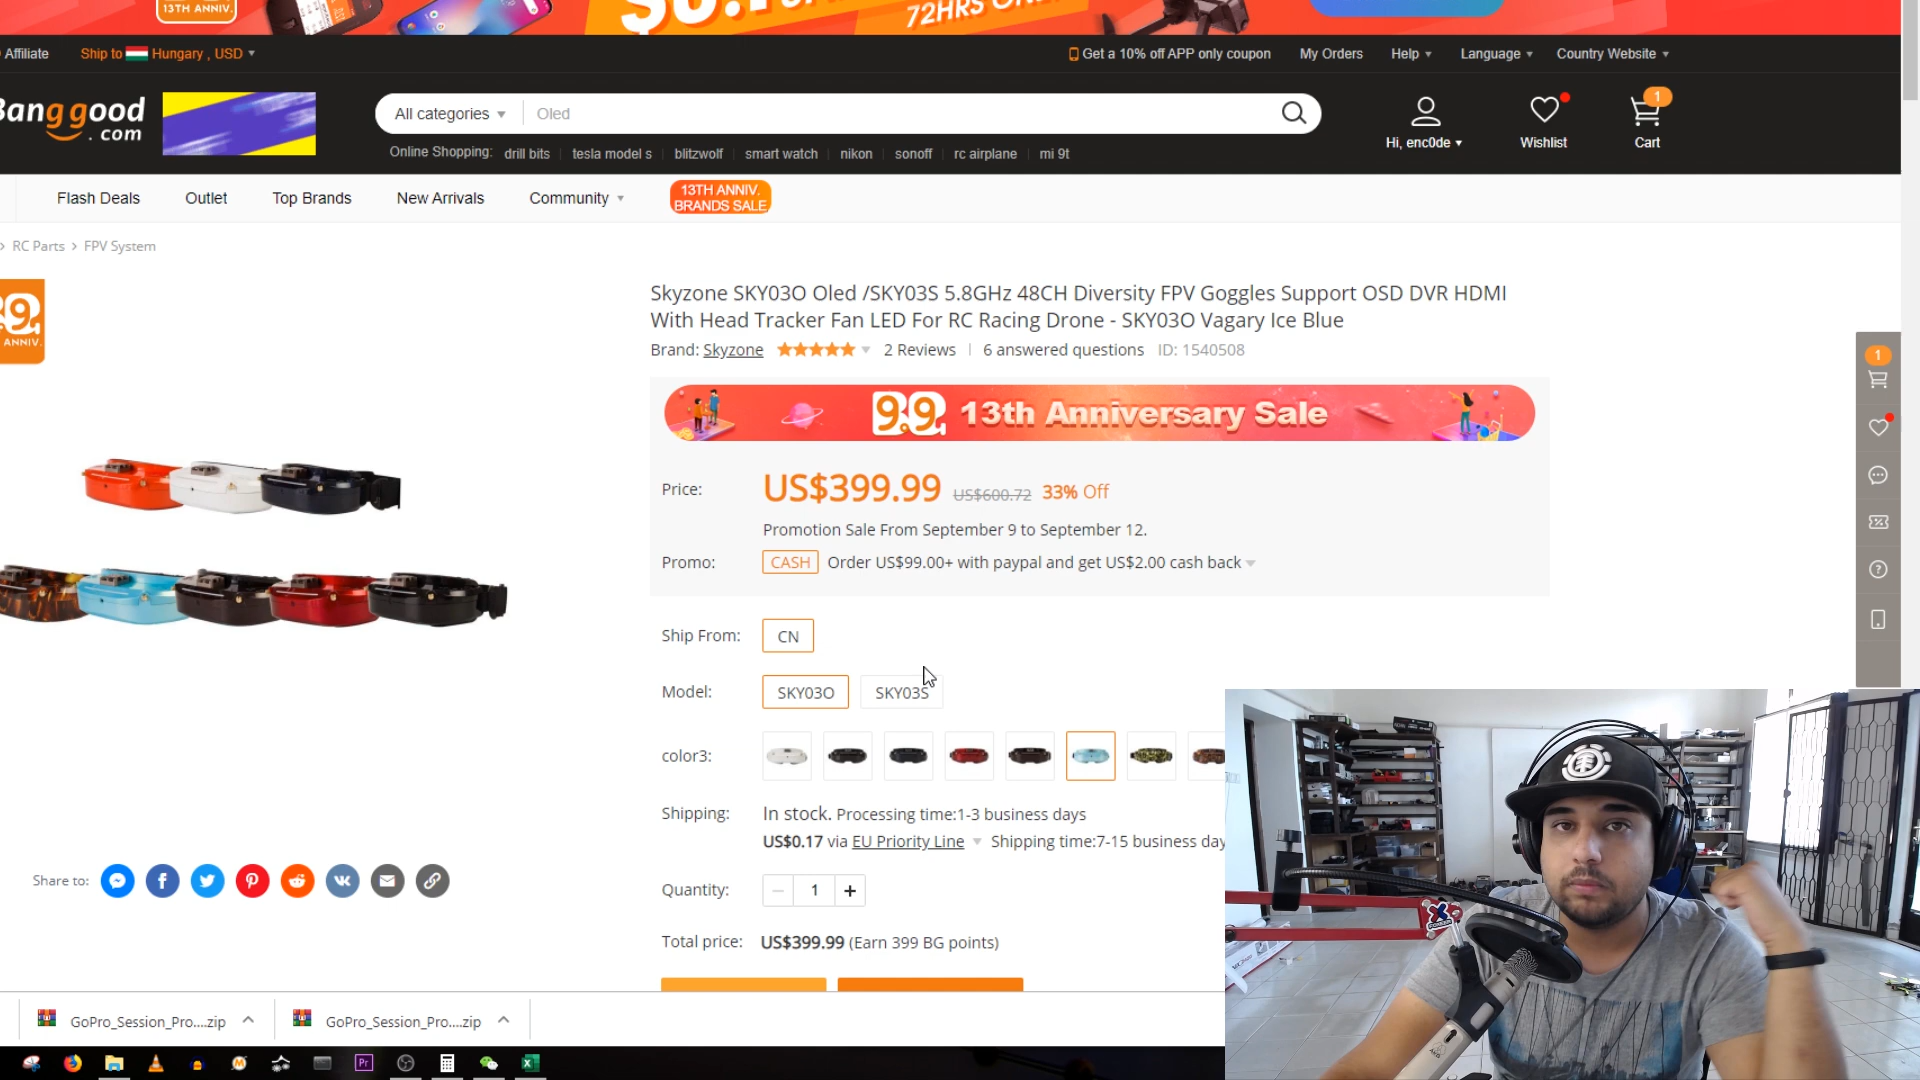 13TH ANNIV.
72HRS ON
Affiliate
Ship to Hungary , USD
Get a 10% off APP only coupon
My Orders
Help
Language
Country Website
Banggood
.com
All categories
Oled
Hi, enc0de
Wishlist
1
Cart
Online Shopping:
drill bits
tesla model s
blitzwolf
smart watch
nikon
sonoff
rc airplane
mi 9t
Flash Deals
Outlet
Top Brands
New Arrivals
Community
13TH ANNIV.
BRANDS SALE
> RC Parts > FPV System
ANNIV.
Skyzone SKY03O Oled /SKY03S 5.8GHz 48CH Diversity FPV Goggles Support OSD DVR HDMI
With Head Tracker Fan LED For RC Racing Drone - SKY03O Vagary Ice Blue
Brand: Skyzone
2 Reviews
6 answered questions
ID: 1540508
9.9 13th Anniversary Sale
Price: US$399.99 US$600.72 33% Off
Promotion Sale From September 9 to September 12.
Promo: CASH Order US$99.00+ with paypal and get US$2.00 cash back
Ship From: CN
Model: SKY03O SKY03S
color3:
Shipping: In stock. Processing time:1-3 business days
US$0.17 via EU Priority Line Shipping time:7-15 business day
Quantity: − 1 +
Total price: US$399.99 (Earn 399 BG points)
Share to:
1
GoPro_Session_Pro....zip
GoPro_Session_Pro....zip
Pr